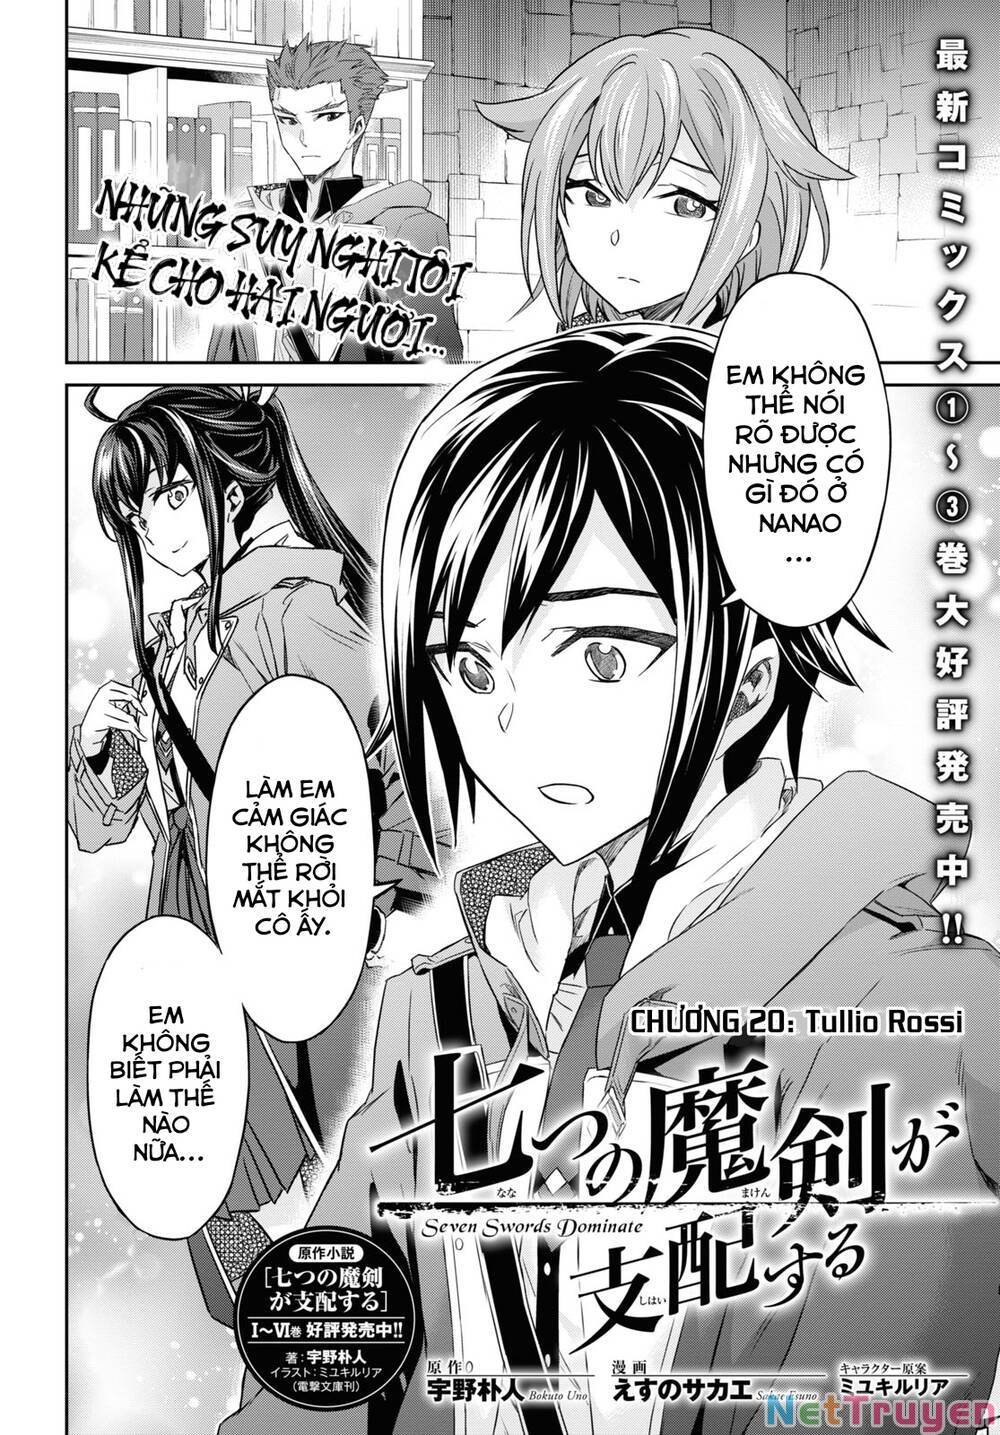 NHỮNG SUY NGHĨ TÔI
KỂ CHO HAI NGƯỜI...
最新コミックス①~③巻大好評発売中!!
EM KHÔNG
THỂ NÓI
RÕ ĐƯỢC
NHƯNG CÓ
GÌ ĐÓ Ở
NANAO
...
LÀM EM
CẢM GIÁC
KHÔNG
THỂ RỜI
MẮT KHỎI
CÔ ẤY.
EM
KHÔNG
BIẾT PHẢI
LÀM THẾ
NÀO
NỮA...
CHƯƠNG 20: Tullio Rossi
七つの魔剣が
なな
まけん
Seven Swords Dominate
支配する
しはい
原作小説
[七つの魔剣
が支配する]
I~VI巻 好評発売中!!
著:宇野朴人
イラスト:ミユキルリア
(電撃文庫刊)
原作
宇野朴人 Bokuto Uno
漫画
えすのサカエ Sakae Esuno
キャラクター原案
ミユキルリア
NetTruyen